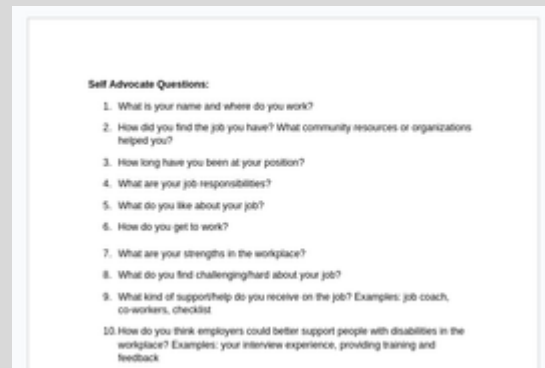 Self Advocate Questions:
1. What is your name and where do you work?
2. How did you find the job you have? What community resources or organizations
helped you?
3. How long have you been at your position?
4. What are your job responsibilities?
5. What do you like about your job?
6. How do you get to work?
7. What are your strengths in the workplace?
8. What do you find challenging/hard about your job?
9. What kind of support/help do you receive on the job? Examples: job coach,
co-workers, checklist
10. How do you think employers could better support people with disabilities in the
workplace? Examples: your interview experience, providing training and
feedback